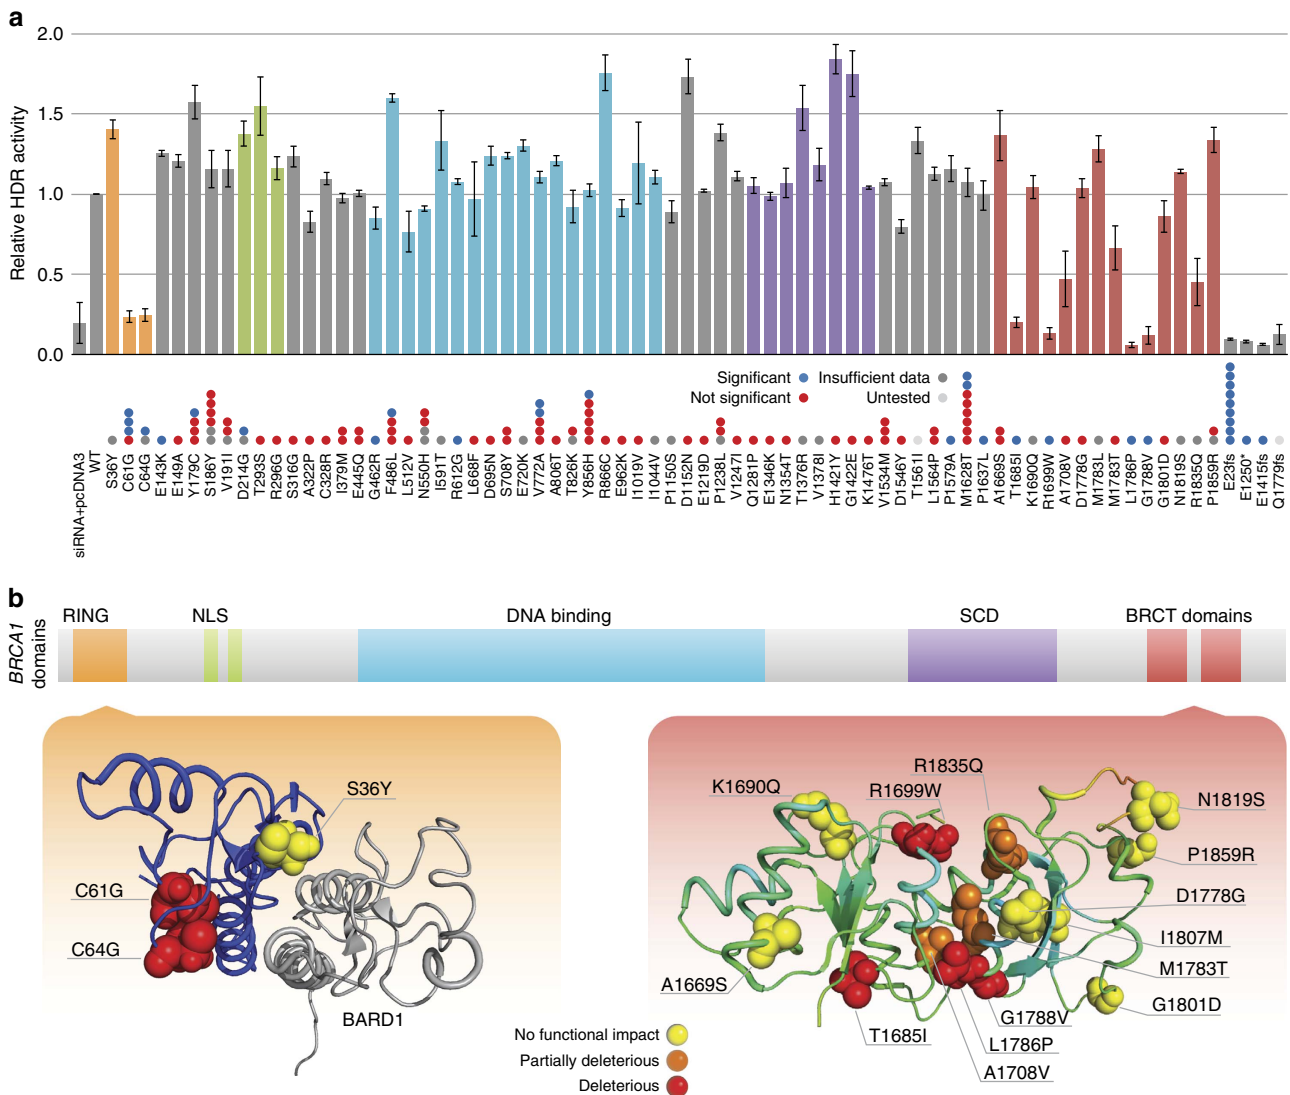 a
2.0
1.5
1.0
0.5
0.0
Relative HDR activity
Significant
Insufficient data
Not significant
Untested
siRNA+pcDNA3
WT
S36Y
C61G
C64G
E143K
E149A
Y179C
S186Y
V191I
D214G
T293S
R296G
S316G
A322P
C328R
I379M
E445Q
G462R
F486L
L512V
N550H
I591T
R612G
L668F
D695N
S708Y
E720K
V772A
A806T
T826K
Y856H
R866C
E962K
I1019V
I1044V
P1150S
D1152N
E1219D
P1238L
V1247I
Q1281P
E1346K
N1354T
T1376R
V1378I
H1421Y
G1422E
K1476T
V1534M
D1546Y
T1561I
L1564P
P1579A
M1628T
P1637L
A1669S
T1685I
K1690Q
R1699W
A1708V
D1778G
M1783L
M1783T
L1786P
G1788V
G1801D
N1819S
R1835Q
P1859R
E23fs
E1250*
E1415fs
Q1779fs
b
RING
NLS
DNA binding
SCD
BRCT domains
BRCA1
domains
S36Y
C61G
C64G
BARD1
R1835Q
K1690Q
R1699W
N1819S
P1859R
D1778G
I1807M
M1783T
A1669S
G1801D
G1788V
T1685I
L1786P
A1708V
No functional impact
Partially deleterious
Deleterious